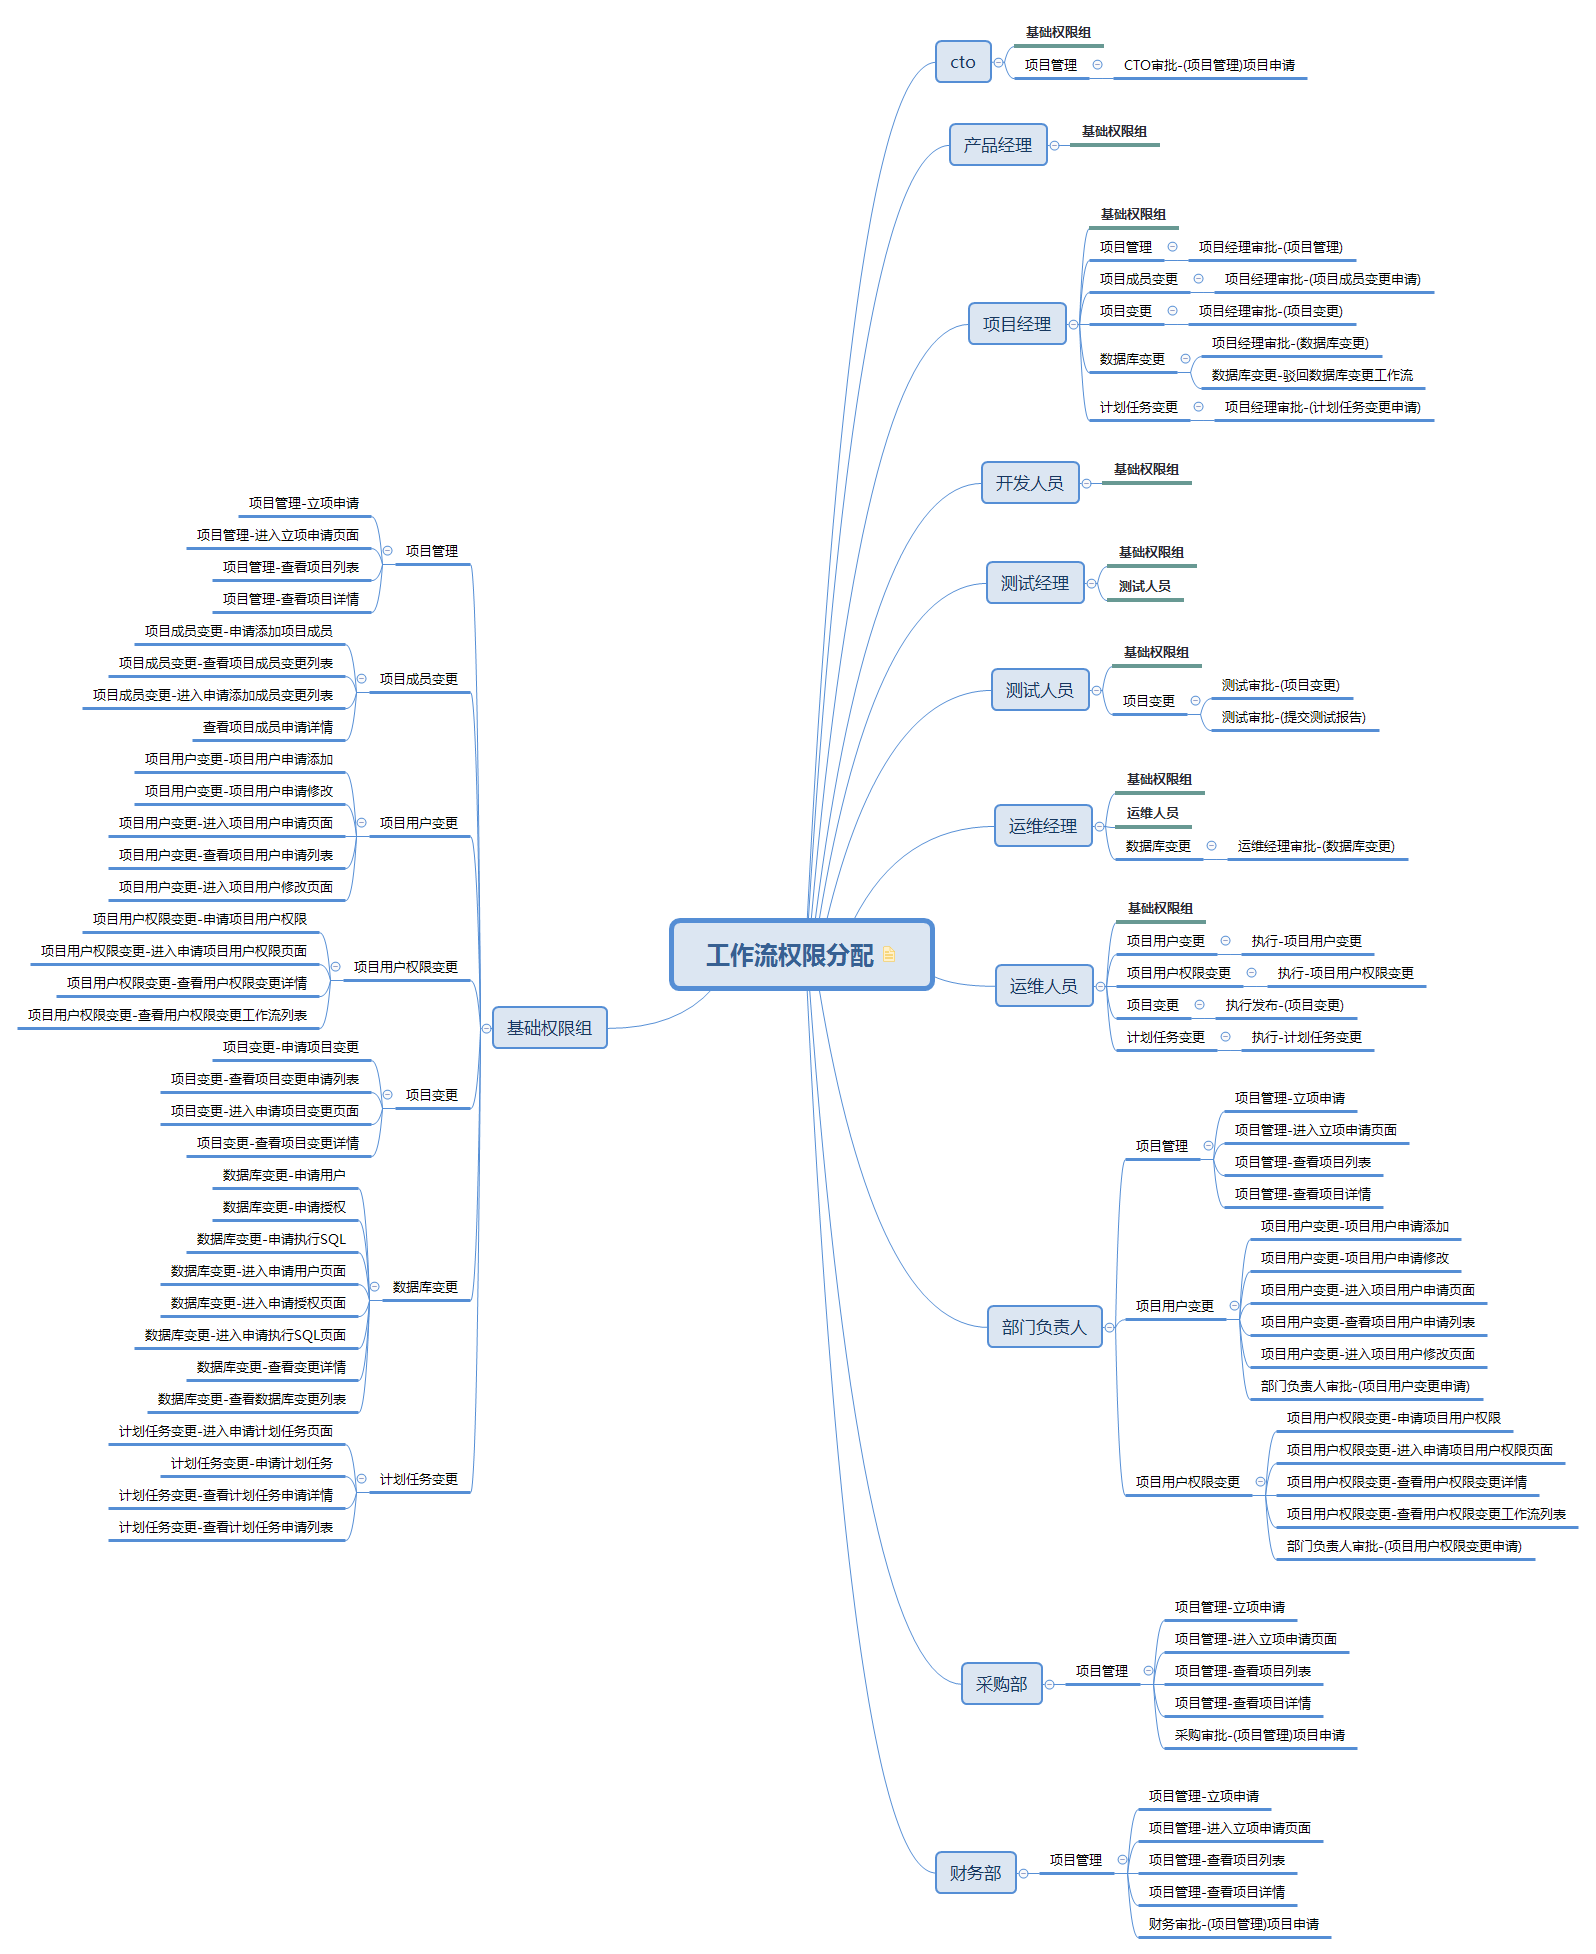 工作流权限分配
cto
基础权限组
项目管理
CTO审批-(项目管理)项目申请
产品经理
基础权限组
项目经理
基础权限组
项目管理
项目经理审批-(项目管理)
项目成员变更
项目经理审批-(项目成员变更申请)
项目变更
项目经理审批-(项目变更)
数据库变更
项目经理审批-(数据库变更)
数据库变更-驳回数据库变更工作流
计划任务变更
项目经理审批-(计划任务变更申请)
开发人员
基础权限组
测试经理
基础权限组
测试人员
测试人员
基础权限组
项目变更
测试审批-(项目变更)
测试审批-(提交测试报告)
运维经理
基础权限组
运维人员
数据库变更
运维经理审批-(数据库变更)
运维人员
基础权限组
项目用户变更
执行-项目用户变更
项目用户权限变更
执行-项目用户权限变更
项目变更
执行发布-(项目变更)
计划任务变更
执行-计划任务变更
部门负责人
项目管理
项目管理-立项申请
项目管理-进入立项申请页面
项目管理-查看项目列表
项目管理-查看项目详情
项目用户变更
项目用户变更-项目用户申请添加
项目用户变更-项目用户申请修改
项目用户变更-进入项目用户申请页面
项目用户变更-查看项目用户申请列表
项目用户变更-进入项目用户修改页面
部门负责人审批-(项目用户变更申请)
项目用户权限变更
项目用户权限变更-申请项目用户权限
项目用户权限变更-进入申请项目用户权限页面
项目用户权限变更-查看用户权限变更详情
项目用户权限变更-查看用户权限变更工作流列表
部门负责人审批-(项目用户权限变更申请)
采购部
项目管理
项目管理-立项申请
项目管理-进入立项申请页面
项目管理-查看项目列表
项目管理-查看项目详情
采购审批-(项目管理)项目申请
财务部
项目管理
项目管理-立项申请
项目管理-进入立项申请页面
项目管理-查看项目列表
项目管理-查看项目详情
财务审批-(项目管理)项目申请
基础权限组
项目管理
项目管理-立项申请
项目管理-进入立项申请页面
项目管理-查看项目列表
项目管理-查看项目详情
项目成员变更
项目成员变更-申请添加项目成员
项目成员变更-查看项目成员变更列表
项目成员变更-进入申请添加成员变更列表
查看项目成员申请详情
项目用户变更
项目用户变更-项目用户申请添加
项目用户变更-项目用户申请修改
项目用户变更-进入项目用户申请页面
项目用户变更-查看项目用户申请列表
项目用户变更-进入项目用户修改页面
项目用户权限变更
项目用户权限变更-申请项目用户权限
项目用户权限变更-进入申请项目用户权限页面
项目用户权限变更-查看用户权限变更详情
项目用户权限变更-查看用户权限变更工作流列表
项目变更
项目变更-申请项目变更
项目变更-查看项目变更申请列表
项目变更-进入申请项目变更页面
项目变更-查看项目变更详情
数据库变更
数据库变更-申请用户
数据库变更-申请授权
数据库变更-申请执行SQL
数据库变更-进入申请用户页面
数据库变更-进入申请授权页面
数据库变更-进入申请执行SQL页面
数据库变更-查看变更详情
数据库变更-查看数据库变更列表
计划任务变更
计划任务变更-进入申请计划任务页面
计划任务变更-申请计划任务
计划任务变更-查看计划任务申请详情
计划任务变更-查看计划任务申请列表